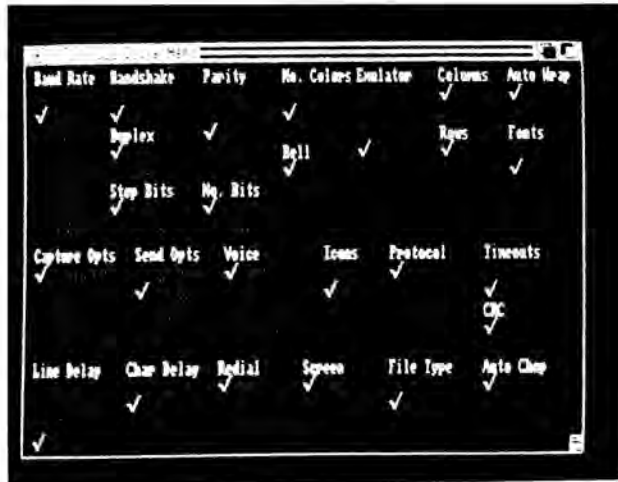 Baud Rate Handshake Parity No. Colors Emulator Columns Auto Wrap
Duplex Bell Rows Fonts
Stop Bits No. Bits
Capture Opts Send Opts Voice Icons Protocol Timeouts
CRC
Line Delay Char Delay Redial Screen File Type Auto Chop